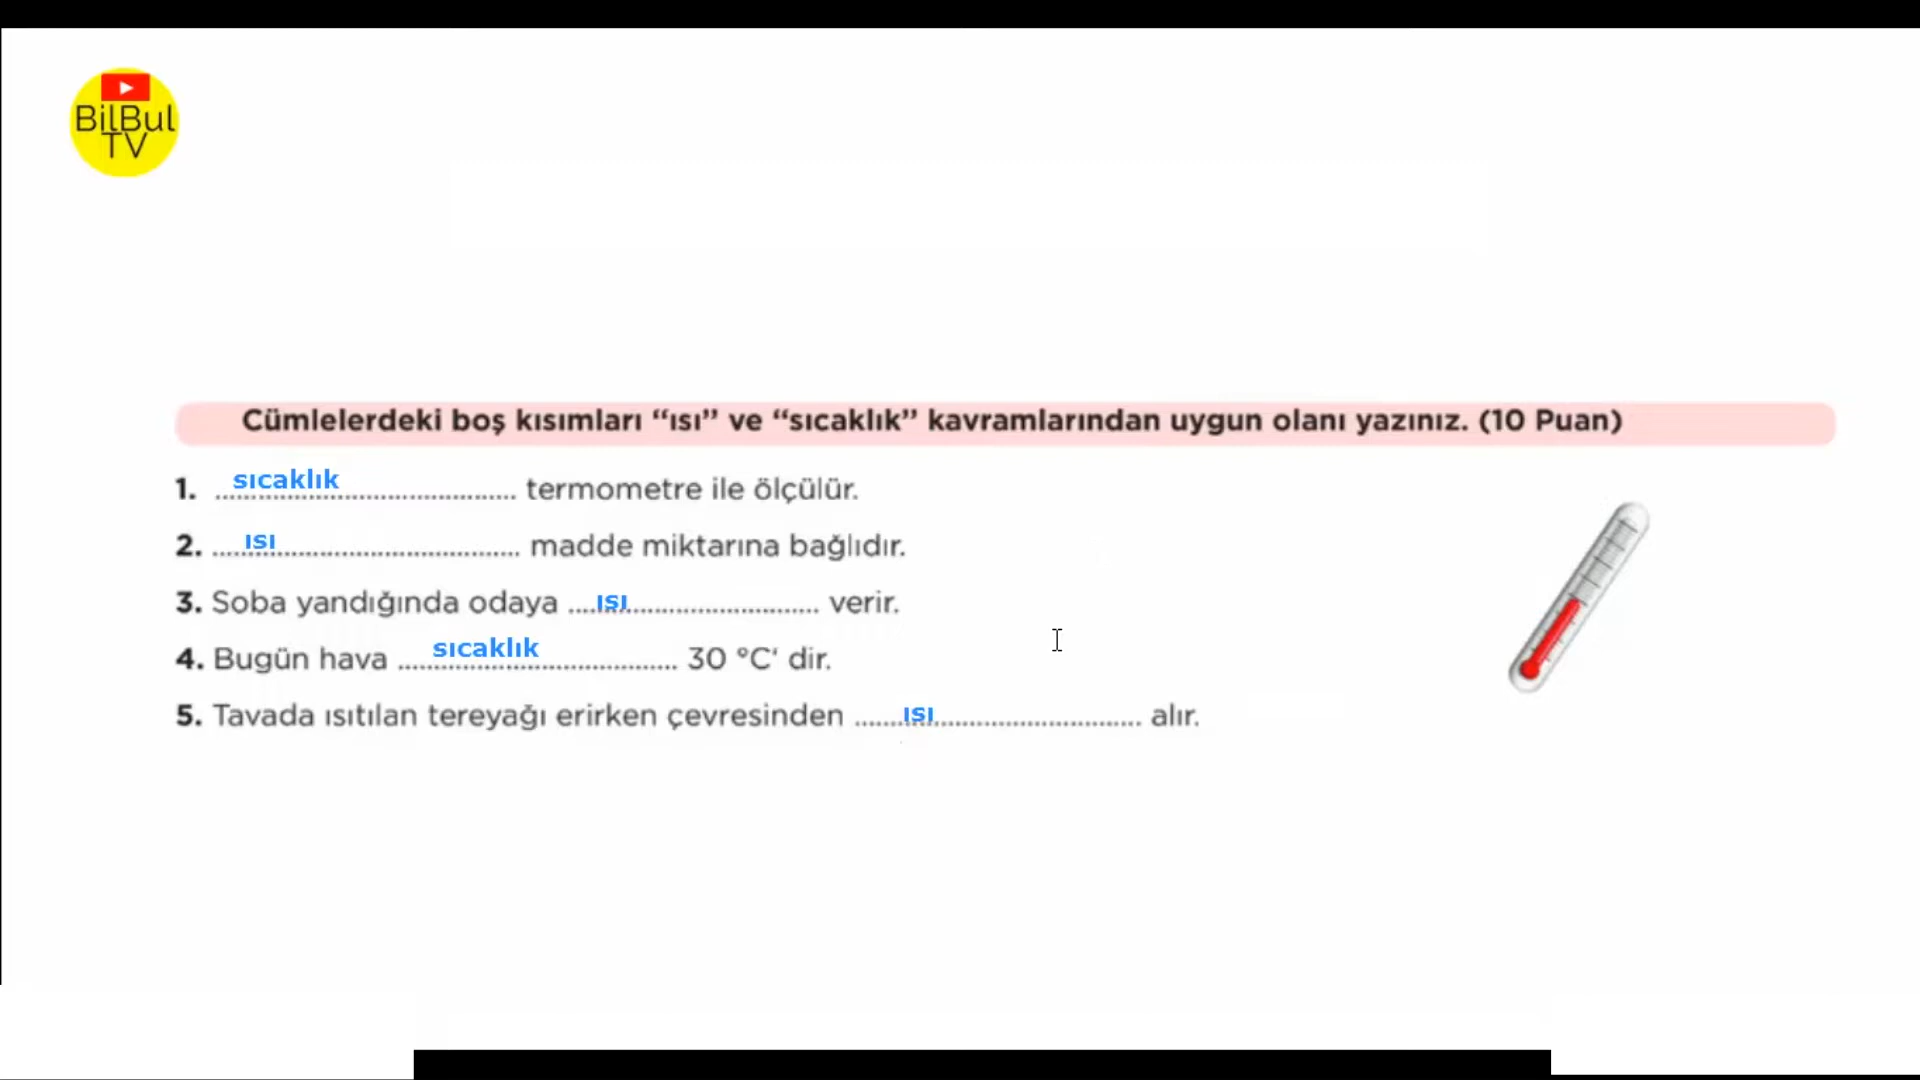 BilBul
TV
Cümlelerdeki boş kısımları “ısı” ve “sıcaklık” kavramlarından uygun olanı yazınız. (10 Puan)
1. sıcaklık termometre ile ölçülür.
2. ısı madde miktarına bağlıdır.
3. Soba yandığında odaya ısı verir.
4. Bugün hava sıcaklık 30 °C‘ dir.
5. Tavada ısıtılan tereyağı erirken çevresinden ısı alır.